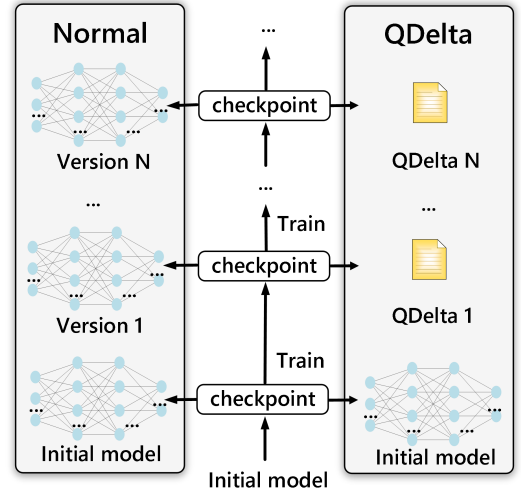 Normal
...
QDelta
checkpoint
Version N
QDelta N
...
...
...
Train
checkpoint
Version 1
QDelta 1
Train
checkpoint
Initial model
Initial model
Initial model